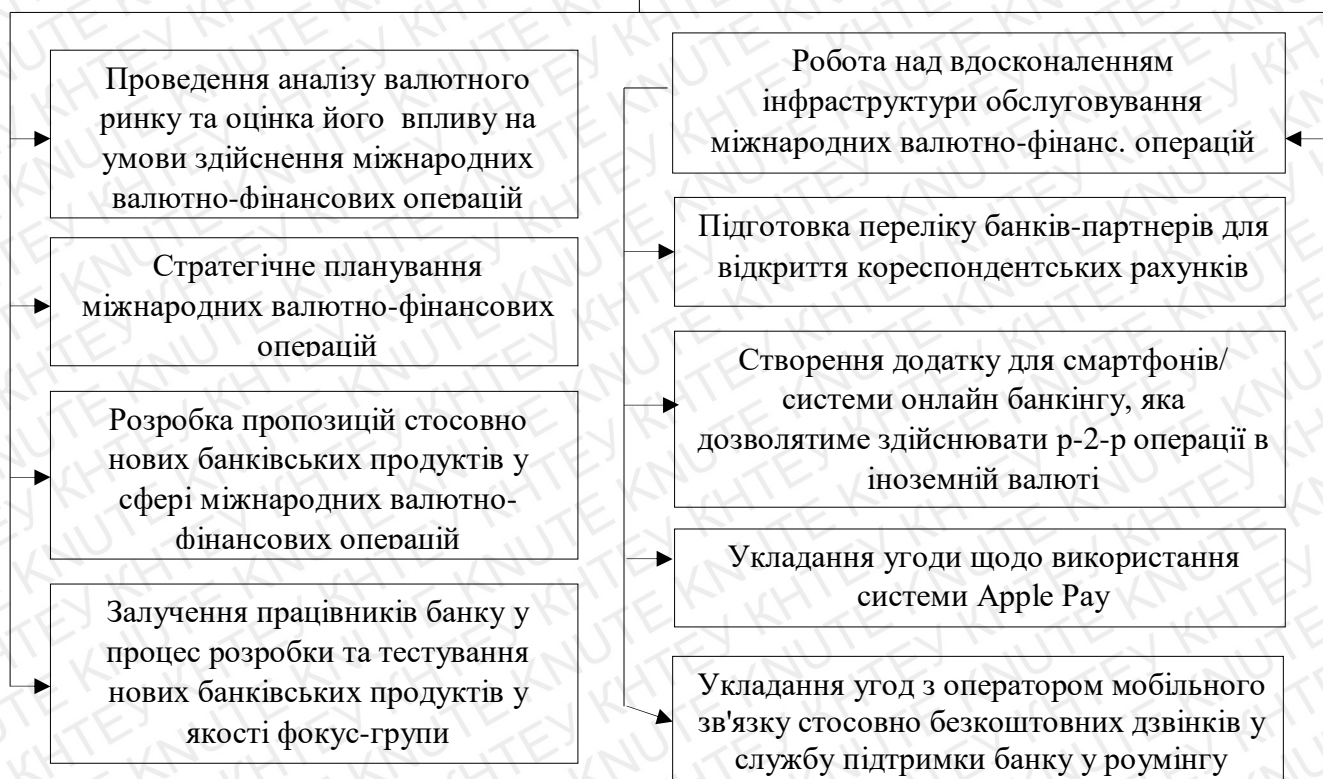 Проведення аналізу валютного
ринку та оцінка його впливу на
умови здійснення міжнародних
валютно-фінансових операцій
Стратегічне планування
міжнародних валютно-фінансових
операцій
Розробка пропозицій стосовно
нових банківських продуктів у
сфері міжнародних валютно-
фінансових операцій
Залучення працівників банку у
процес розробки та тестування
нових банківських продуктів у
якості фокус-групи
Робота над вдосконаленням
інфраструктури обслуговування
міжнародних валютно-фінанс. операцій
Підготовка переліку банків-партнерів для
відкриття кореспондентських рахунків
Створення додатку для смартфонів/
системи онлайн банкінгу, яка
дозволятиме здійснювати p-2-p операції в
іноземній валюті
Укладання угоди щодо використання
системи Apple Pay
Укладання угод з оператором мобільного
зв'язку стосовно безкоштовних дзвінків у
службу підтримки банку у роумінгу